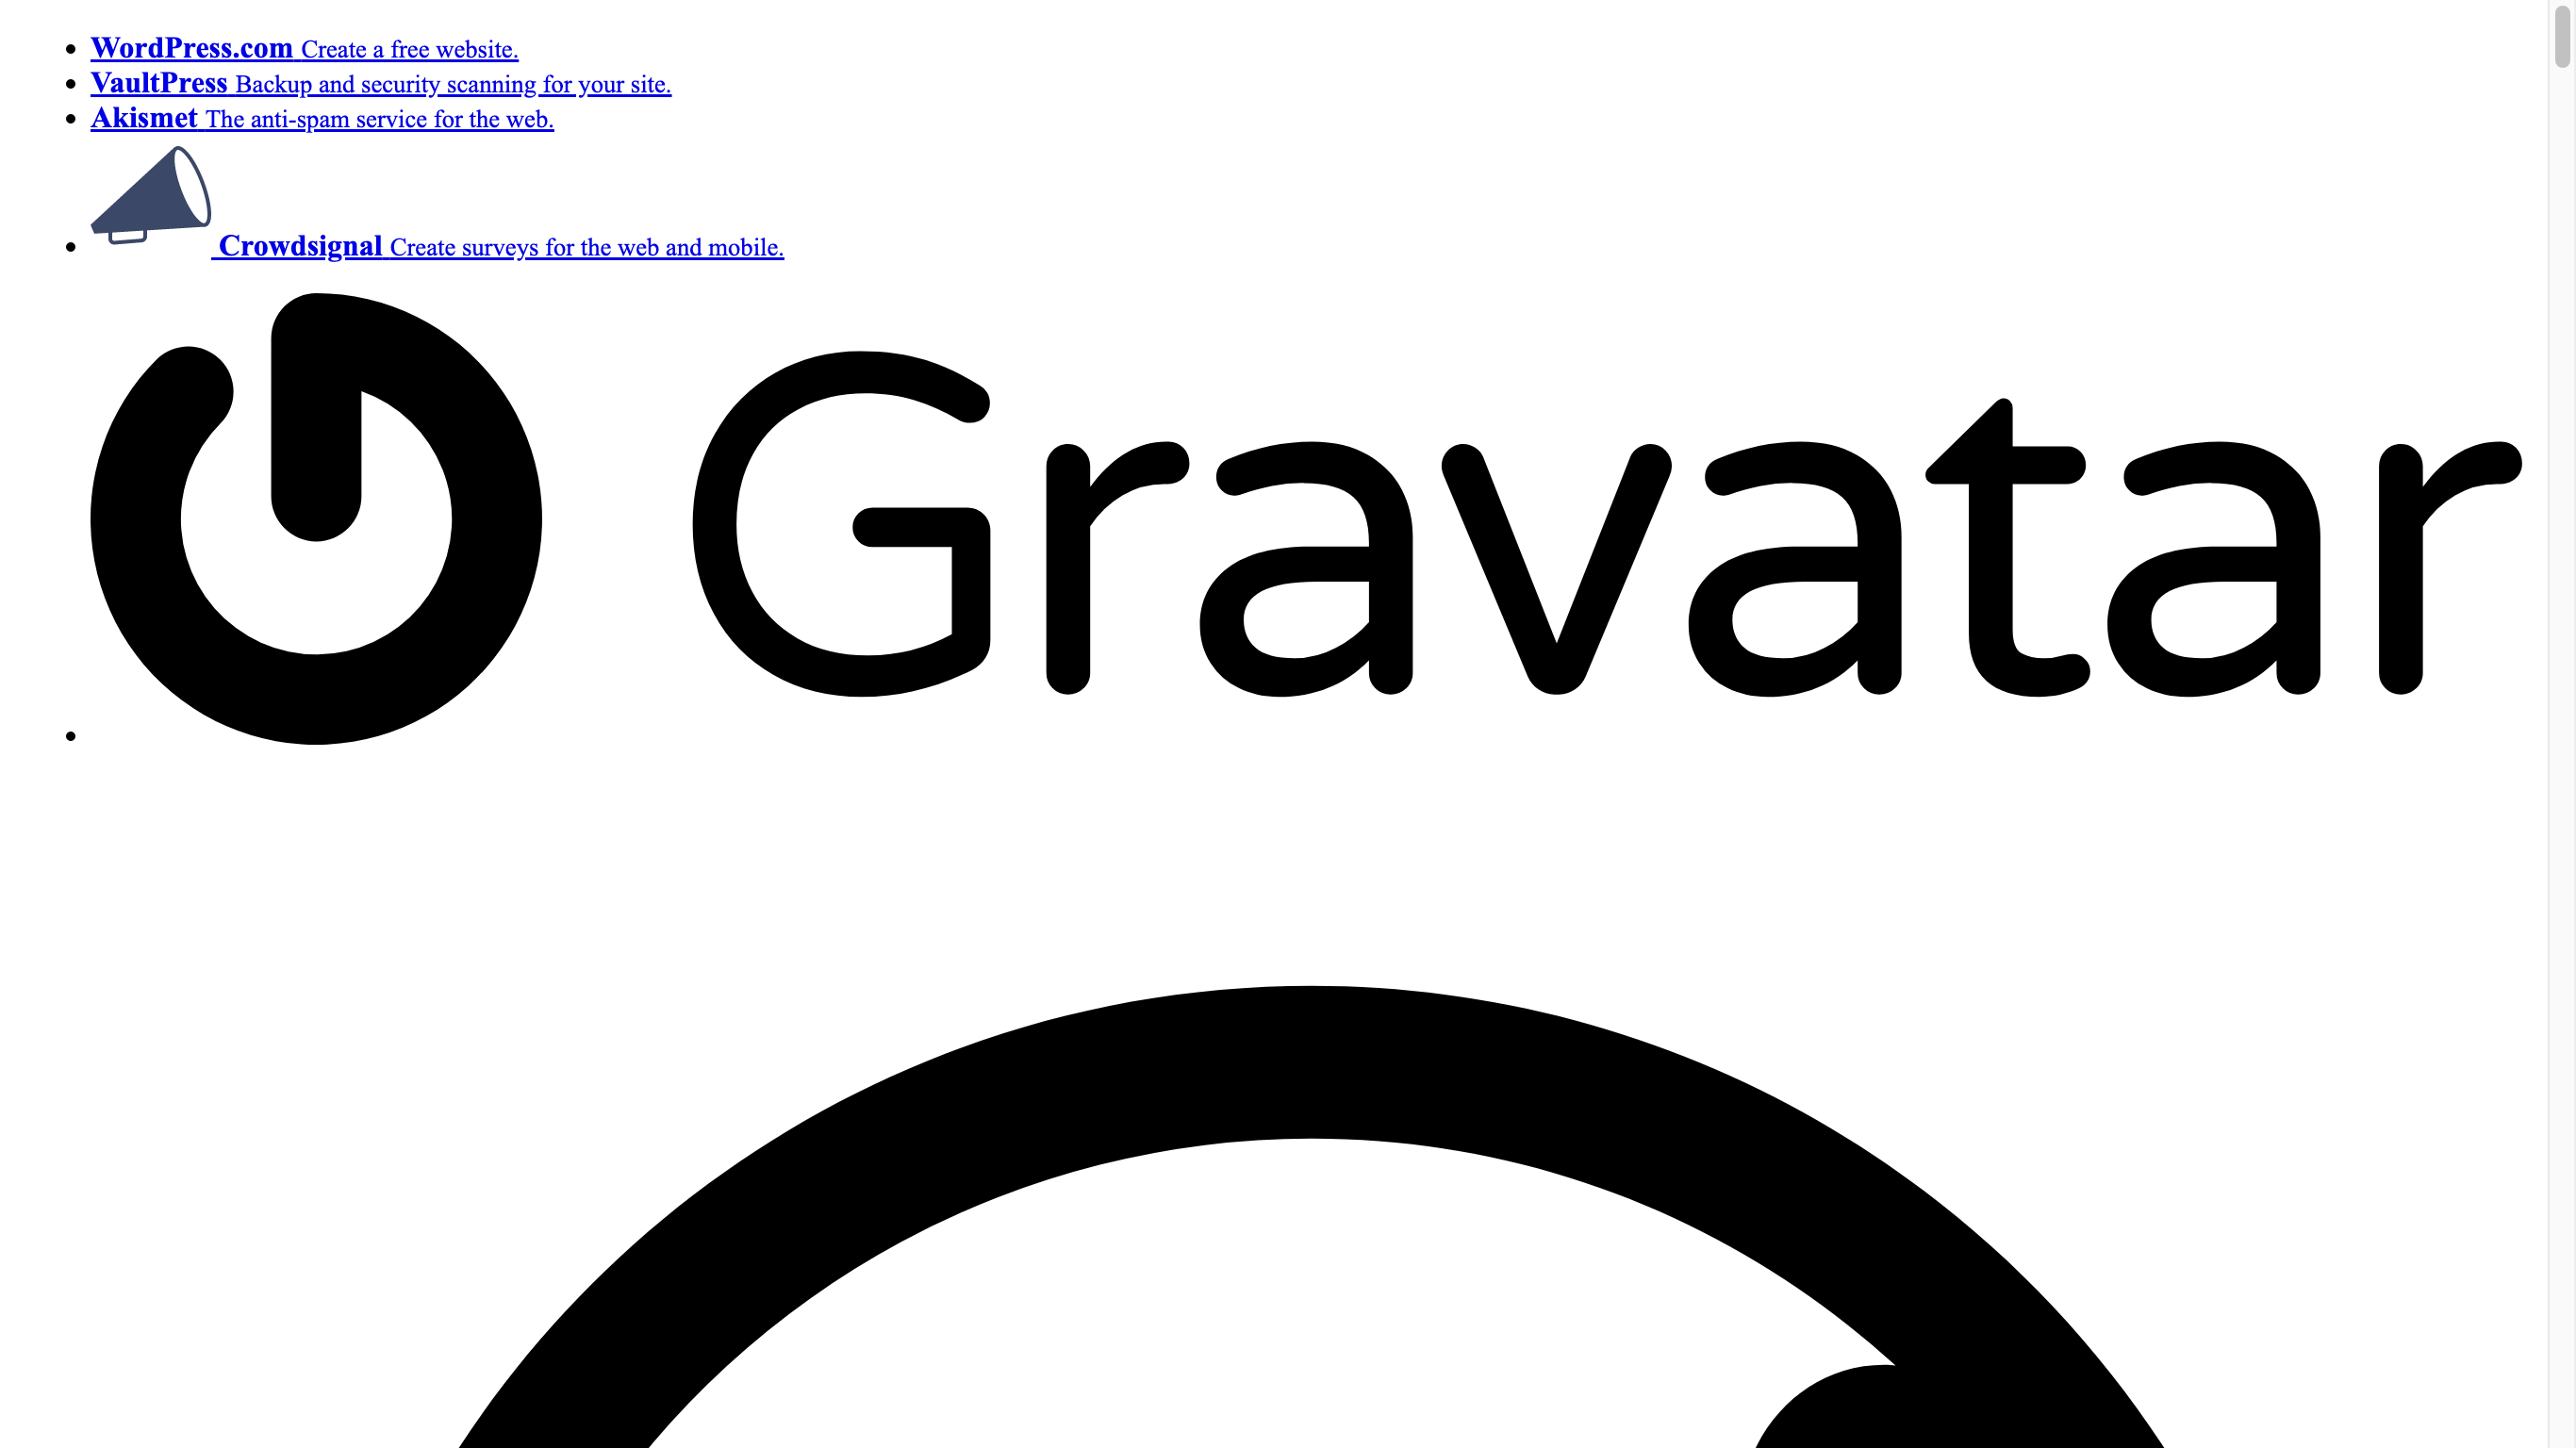 WordPress.com Create a free website.
VaultPress Backup and security scanning for your site.
Akismet The anti-spam service for the web.
Crowdsignal Create surveys for the web and mobile.
Gravatar